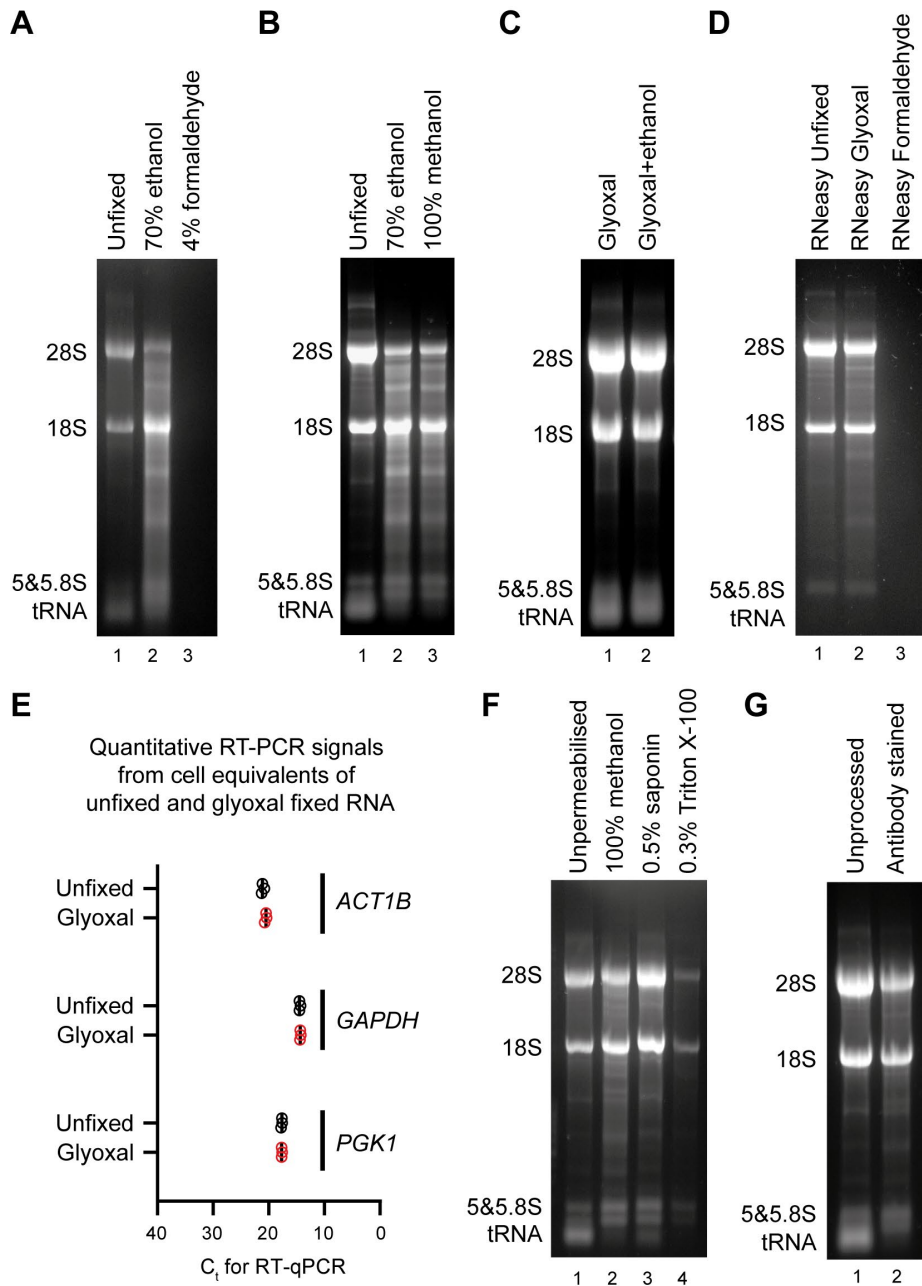 A
Unfixed
70% ethanol
4% formaldehyde
28S
18S
5&5.8S
tRNA
1 2 3
B
Unfixed
70% ethanol
100% methanol
28S
18S
5&5.8S
tRNA
1 2 3
C
Glyoxal
Glyoxal+ethanol
28S
18S
5&5.8S
tRNA
1 2
D
RNeasy Unfixed
RNeasy Glyoxal
RNeasy Formaldehyde
28S
18S
5&5.8S
tRNA
1 2 3
E
Quantitative RT-PCR signals
from cell equivalents of
unfixed and glyoxal fixed RNA
Unfixed
Glyoxal
ACT1B
Unfixed
Glyoxal
GAPDH
Unfixed
Glyoxal
PGK1
40 30 20 10 0
Ct for RT-qPCR
F
Unpermeabilised
100% methanol
0.5% saponin
0.3% Triton X-100
28S
18S
5&5.8S
tRNA
1 2 3 4
G
Unprocessed
Antibody stained
28S
18S
5&5.8S
tRNA
1 2